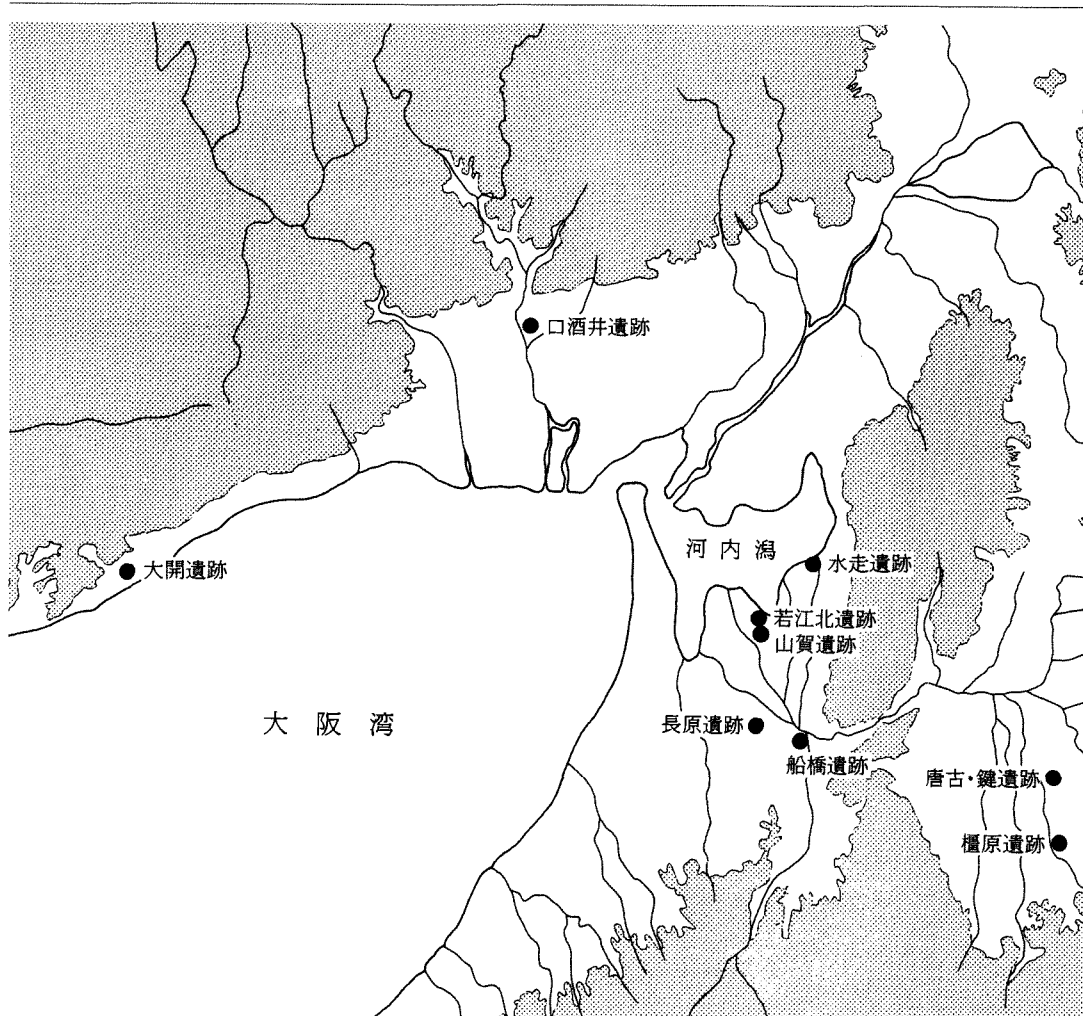 口酒井遺跡
河内潟
水走遺跡
大開遺跡
若江北遺跡
山賀遺跡
大阪湾
長原遺跡
船橋遺跡
唐古・鍵遺跡
橿原遺跡